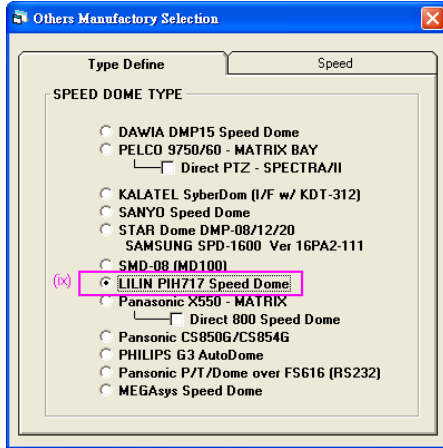 Others Manufactory Selection
Type Define
Speed
SPEED DOME TYPE
DAWIA DMP15 Speed Dome
PELCO 9750/60 - MATRIX BAY
Direct PTZ - SPECTRA/II
KALATEL SyberDom (I/F w/ KDT-312)
SANYO Speed Dome
STAR Dome DMP-08/12/20
SAMSUNG SPD-1600 Ver 16PA2-111
SMD-08 (MD100)
(ix)
LILIN PIH717 Speed Dome
Panasonic X550 - MATRIX
Direct 800 Speed Dome
Pansonic CS850G/CS854G
PHILIPS G3 AutoDome
Pansonic P/T/Dome over FS616 (RS232)
MEGAsys Speed Dome